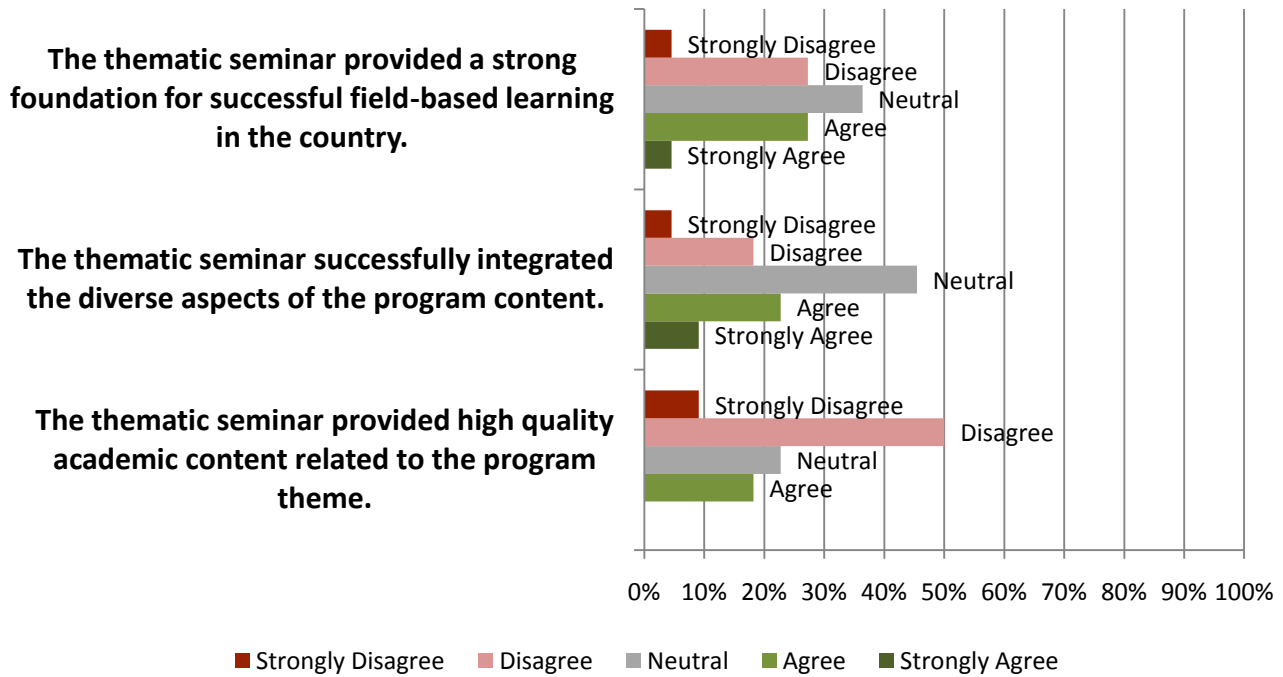 The thematic seminar provided a strong
foundation for successful field-based learning
in the country.
Strongly Disagree
Disagree
Neutral
Agree
Strongly Agree
The thematic seminar successfully integrated
the diverse aspects of the program content.
Strongly Disagree
Disagree
Neutral
Agree
Strongly Agree
The thematic seminar provided high quality
academic content related to the program
theme.
Strongly Disagree
Disagree
Neutral
Agree
0% 10% 20% 30% 40% 50% 60% 70% 80% 90% 100%
Strongly Disagree Disagree Neutral Agree Strongly Agree